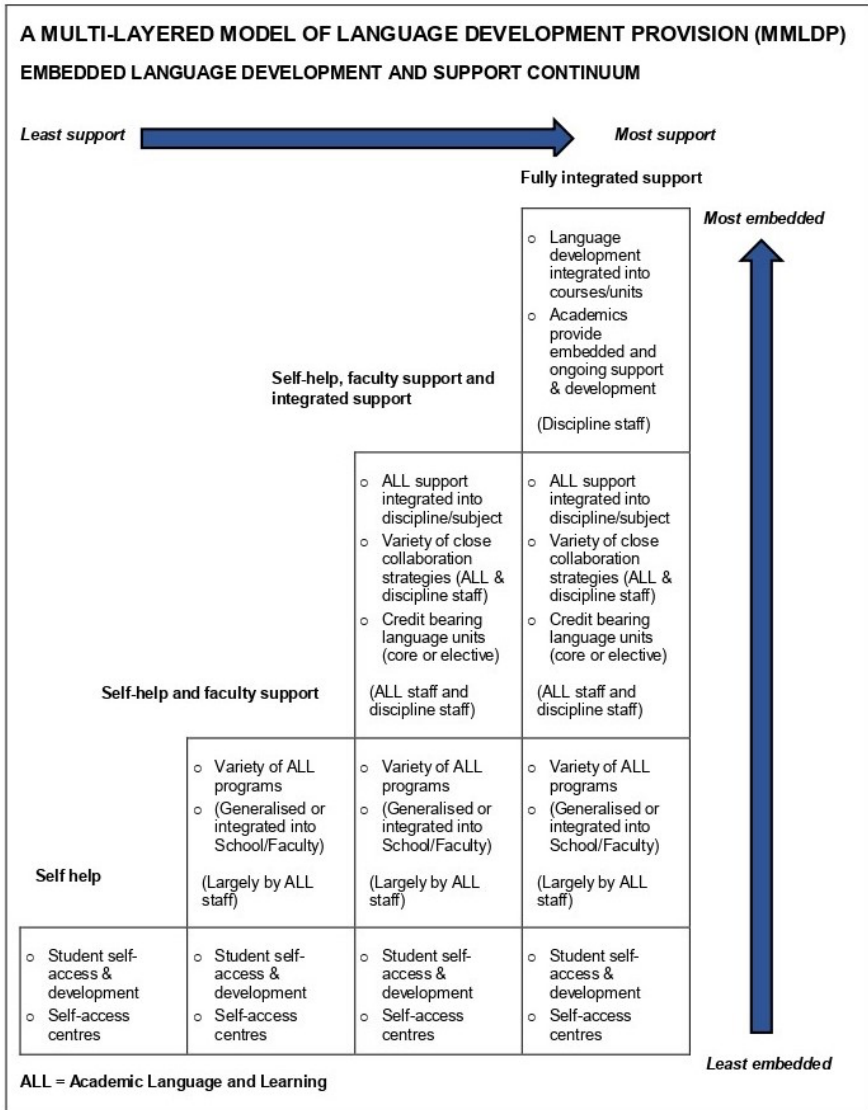 A MULTI-LAYERED MODEL OF LANGUAGE DEVELOPMENT PROVISION (MMLDP)
EMBEDDED LANGUAGE DEVELOPMENT AND SUPPORT CONTINUUM
Least support
Most support
Fully integrated support
Most embedded
o Language
development
integrated into
courses/units
o Academics
provide
embedded and
ongoing support
& development
(Discipline staff)
Self-help, faculty support and
integrated support
o ALL support
integrated into
discipline/subject
o Variety of close
collaboration
strategies (ALL &
discipline staff)
o Credit bearing
language units
(core or elective)
(ALL staff and
discipline staff)
o ALL support
integrated into
discipline/subject
o Variety of close
collaboration
strategies (ALL &
discipline staff)
o Credit bearing
language units
(core or elective)
(ALL staff and
discipline staff)
Self-help and faculty support
o Variety of ALL
programs
o (Generalised or
integrated into
School/Faculty)
(Largely by ALL
staff)
o Variety of ALL
programs
o (Generalised or
integrated into
School/Faculty)
(Largely by ALL
staff)
o Variety of ALL
programs
o (Generalised or
integrated into
School/Faculty)
(Largely by ALL
staff)
Self help
o Student self-
access &
development
o Self-access
centres
o Student self-
access &
development
o Self-access
centres
o Student self-
access &
development
o Self-access
centres
o Student self-
access &
development
o Self-access
centres
Least embedded
ALL = Academic Language and Learning